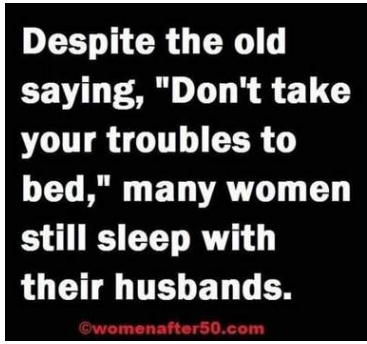 Despite the old
saying, "Don't take
your troubles to
bed," many women
still sleep with
their husbands.
©womenafter50.com